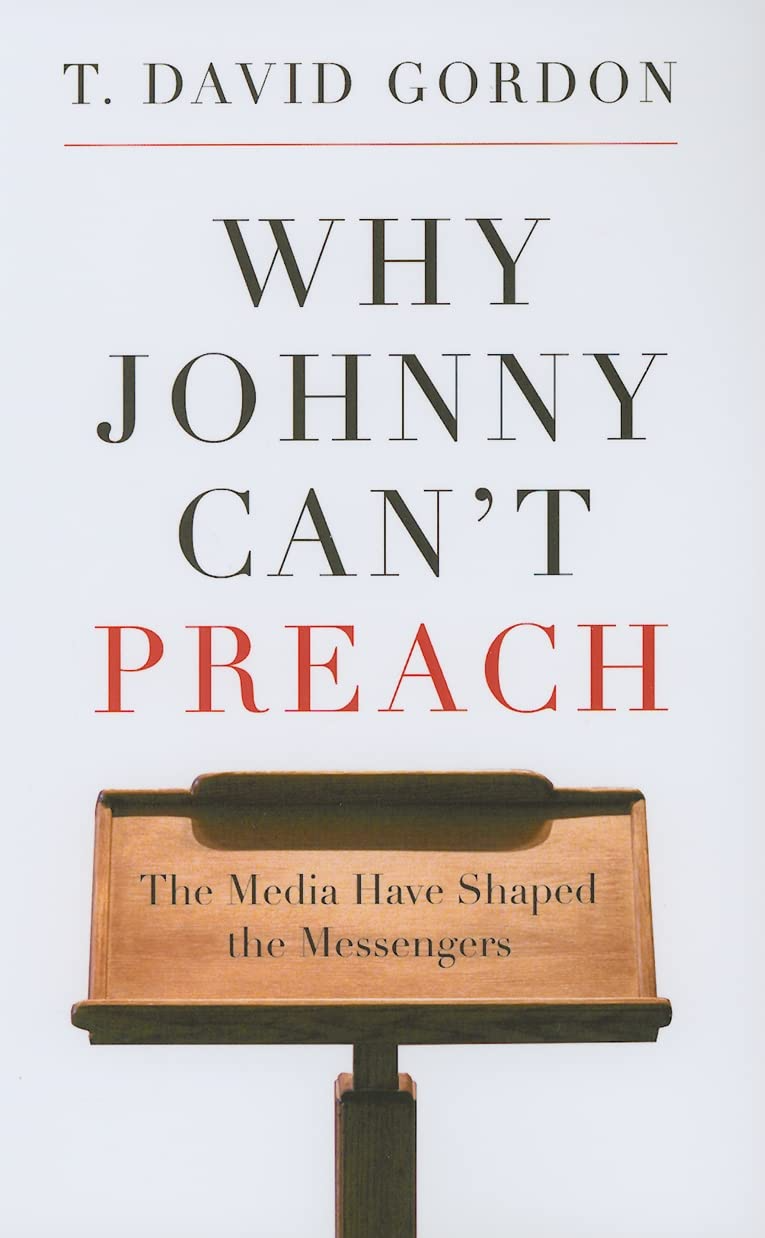 T. DAVID GORDON
WHY
JOHNNY
CAN'T
PREACH
The Media Have Shaped
the Messengers